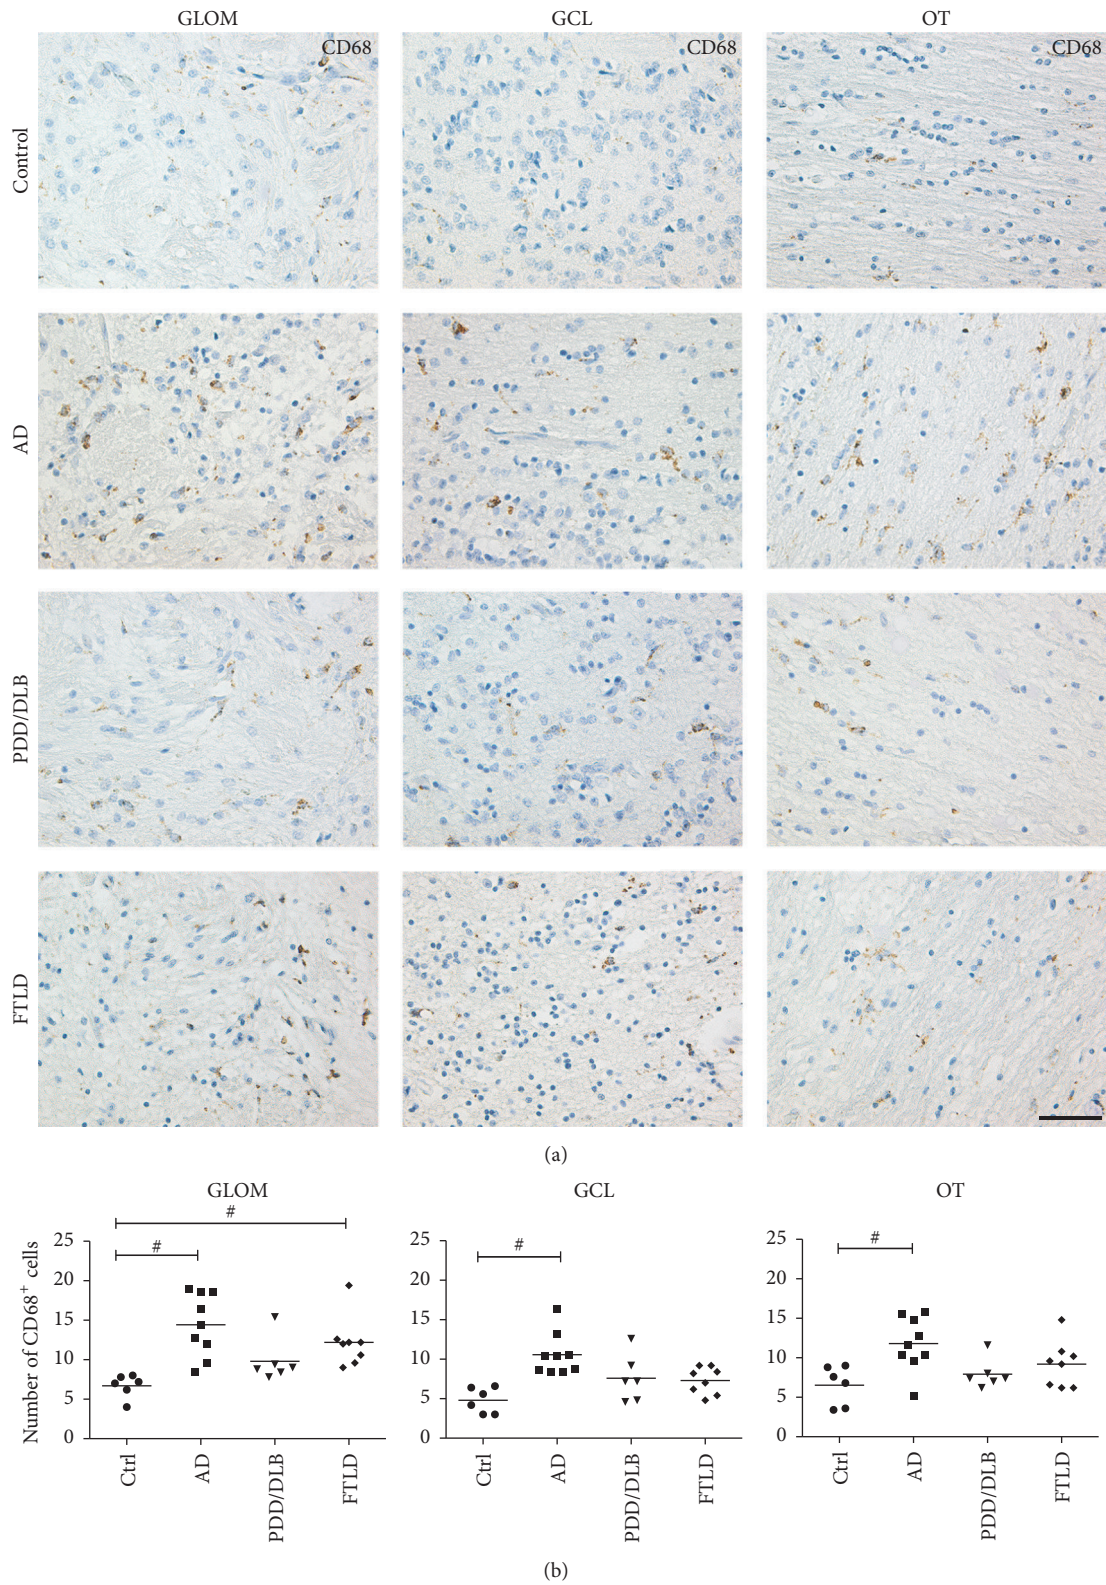 GLOM GCL OT
CD68 CD68 CD68
Control
AD
PDD/DLB
FTLD
(a)
GLOM GCL OT
# 
# # #
Number of CD68+ cells
25 25 25
20 20 20
15 15 15
10 10 10
5 5 5
0 0 0
Ctrl AD PDD/DLB FTLD Ctrl AD PDD/DLB FTLD Ctrl AD PDD/DLB FTLD
(b)